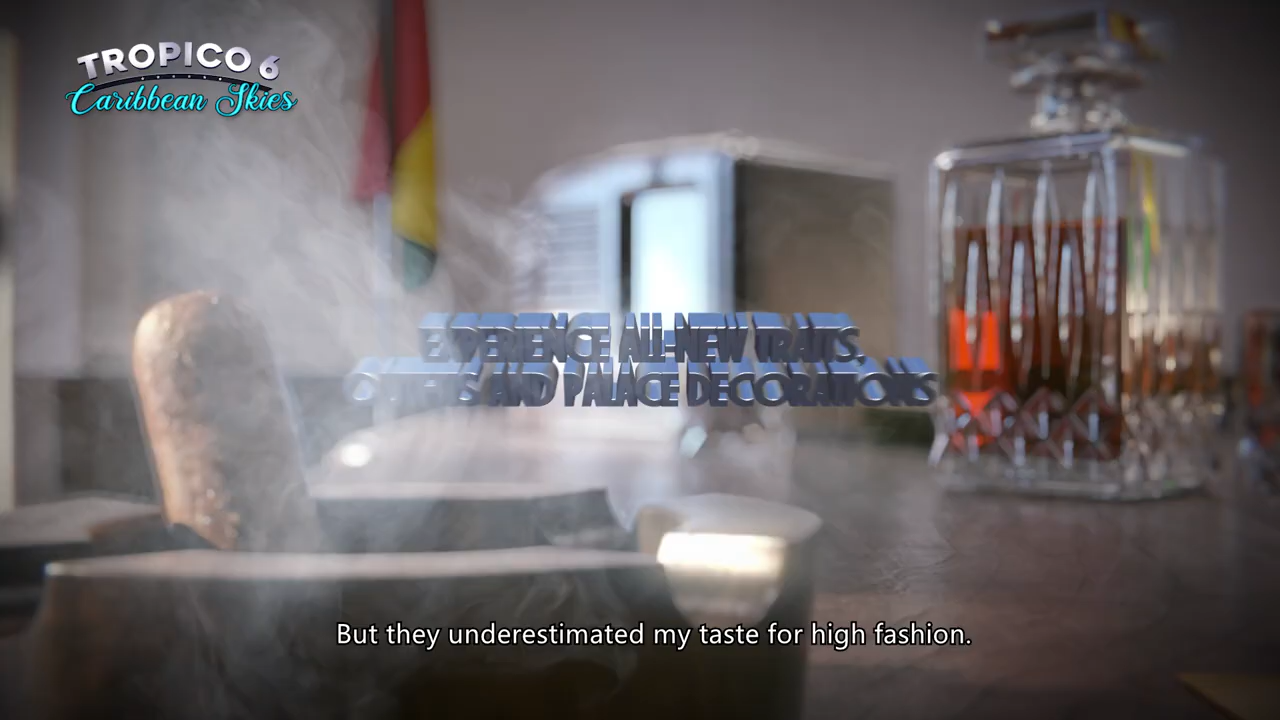 TROPICO 6
Caribbean Skies
EXPERIENCE ALL-NEW TRAITS,
AND PALACE DECORATIONS
But they underestimated my taste for high fashion.